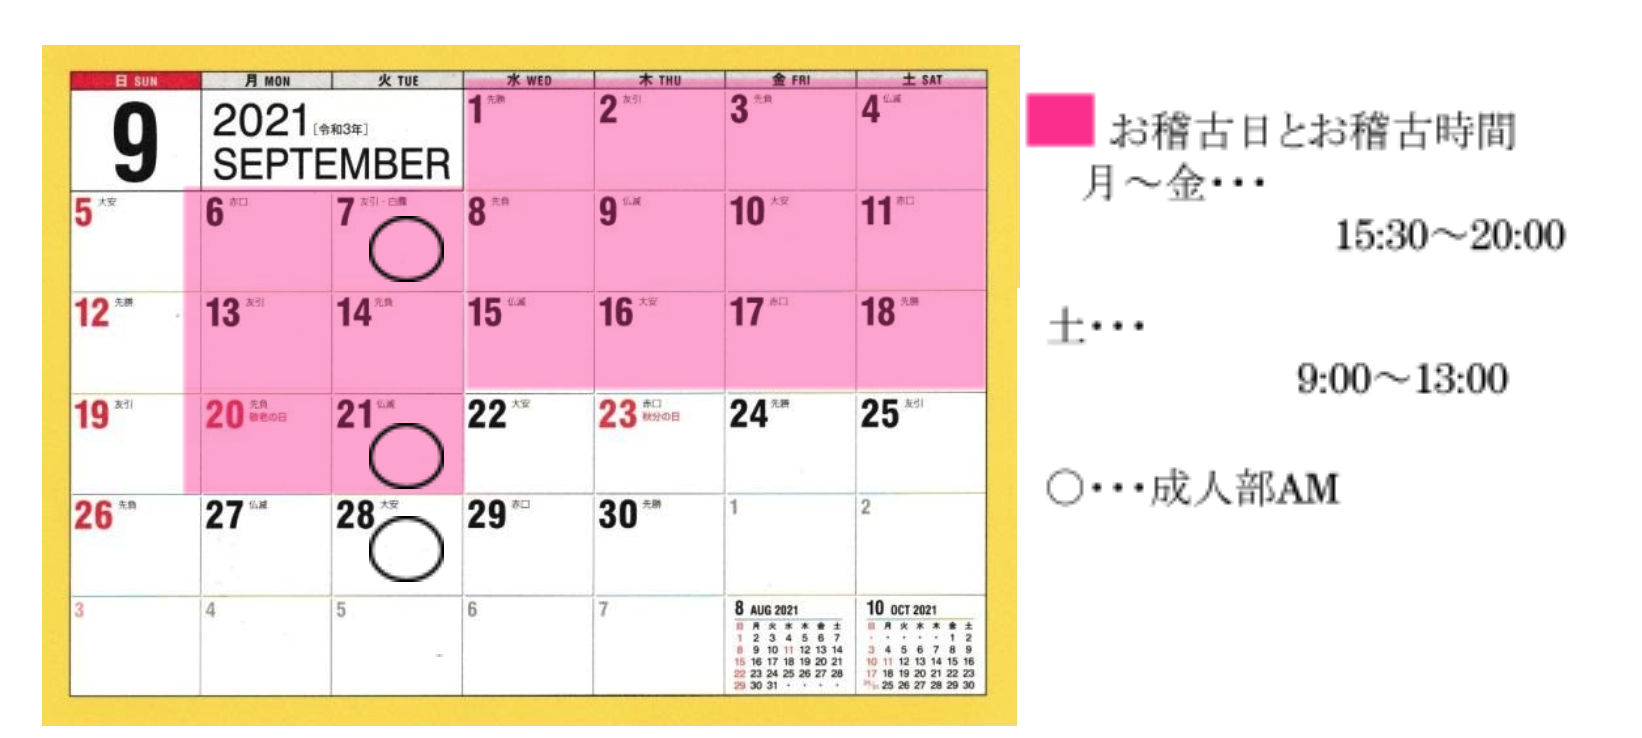 日 SUN 月 MON 火 TUE 水 WED 木 THU 金 FRI 土 SAT
9
2021 [令和3年]
SEPTEMBER
1 先勝 2 友引 3 先負 4 仏滅
5 大安 6 赤口 7 友引・白露 8 先負 9 仏滅 10 大安 11 赤口
12 先勝 13 友引 14 先負 15 仏滅 16 大安 17 赤口 18 先勝
19 友引 20 先負 敬老の日 21 仏滅 22 大安 23 赤口 秋分の日 24 先勝 25 友引
26 先負 27 仏滅 28 大安 29 赤口 30 先勝 1 2
3 4 5 6 7
8 AUG 2021
日 月 火 水 木 金 土
1 2 3 4 5 6 7
8 9 10 11 12 13 14
15 16 17 18 19 20 21
22 23 24 25 26 27 28
29 30 31
10 OCT 2021
日 月 火 水 木 金 土
1 2
3 4 5 6 7 8 9
10 11 12 13 14 15 16
17 18 19 20 21 22 23
25 26 27 28 29 30
お稽古日とお稽古時間
月～金・・・
15:30～20:00
土・・・
9:00～13:00
○・・・成人部AM